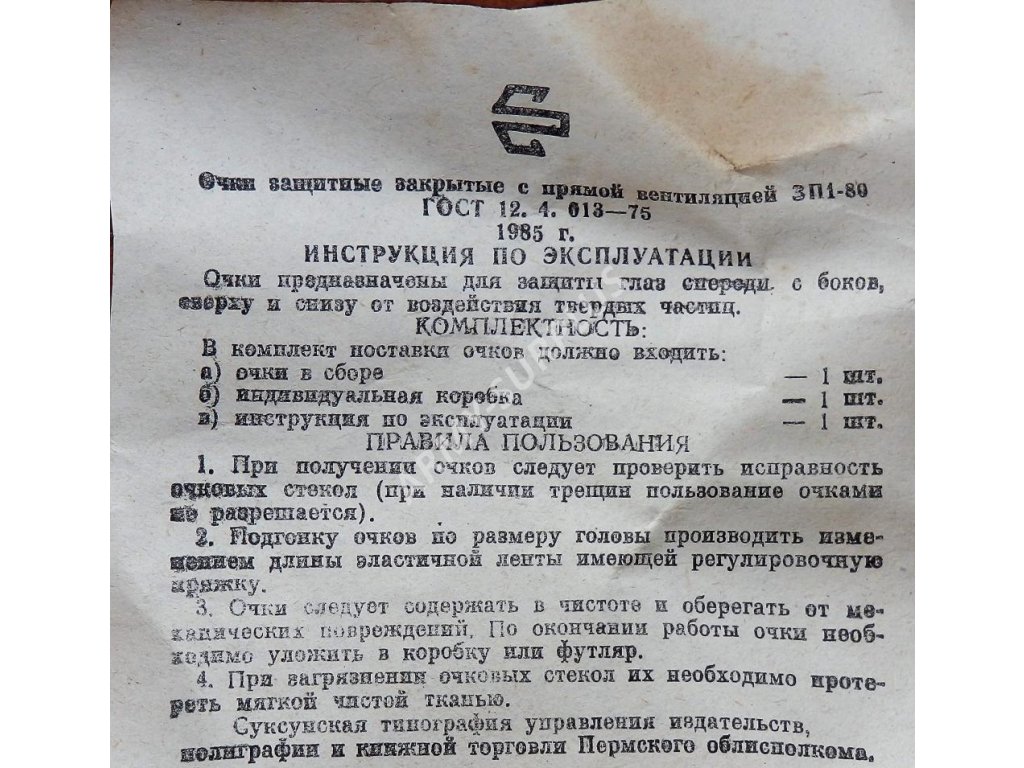 Очки защитные закрытые с прямой вентиляцией ЗП1-80
ГОСТ 12. 4. 013—75
1985 г.
ИНСТРУКЦИЯ ПО ЭКСПЛУАТАЦИИ
Очки предназначены для защиты глаз спереди. с боков,
сверху и снизу от воздействия твердых частиц.
КОМПЛЕКТНОСТЬ:
В комплект поставки очков должно входить:
а) очки в сборе — 1 шт.
б) индивидуальная коробка — 1 шт.
в) инструкция по эксплуатации — 1 шт.
ПРАВИЛА ПОЛЬЗОВАНИЯ
1. При получении очков следует проверить исправность
очковых стекол (при наличии трещин пользование очками
не разрешается).
2. Подгонку очков по размеру головы производить изме-
нением длины эластичной ленты имеющей регулировочную
пряжку.
3. Очки следует содержать в чистоте и оберегать от ме-
ханических повреждений. По окончании работы очки необ-
ходимо уложить в коробку или футляр.
4. При загрязнении очковых стекол их необходимо проте-
реть мягкой чистой тканью.
Суксунская типография управления издательств,
полиграфии и книжной торговли Пермского облисполкома.